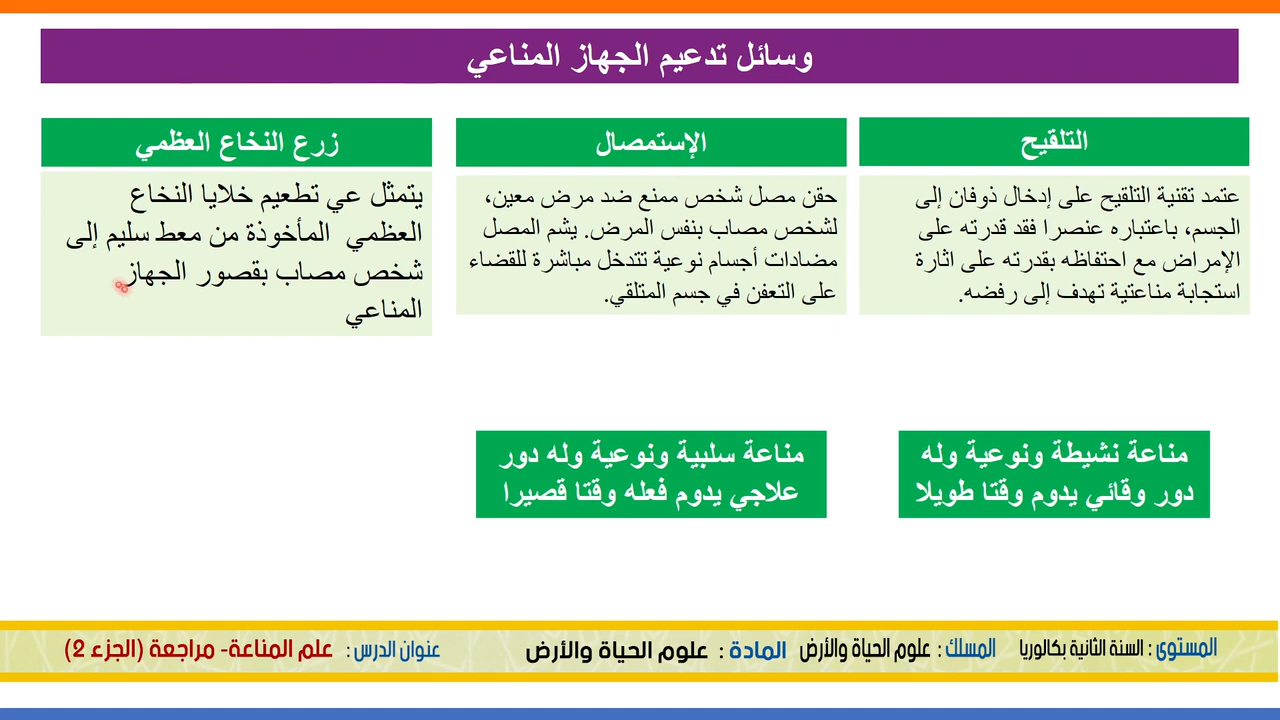 وسائل تدعيم الجهاز المناعي
التلقيح
عتمد تقنية التلقيح على إدخال ذوفان إلى
الجسم، باعتباره عنصرا فقد قدرته على
الإمراض مع احتفاظه بقدرته على اثارة
استجابة مناعتية تهدف إلى رفضه.
الإستمصال
حقن مصل شخص ممنع ضد مرض معين،
لشخص مصاب بنفس المرض. يشم المصل
مضادات أجسام نوعية تتدخل مباشرة للقضاء
على التعفن في جسم المتلقي.
زرع النخاع العظمي
يتمثل عي تطعيم خلايا النخاع
العظمي المأخوذة من معط سليم إلى
شخص مصاب بقصور الجهاز
المناعي
مناعة نشيطة ونوعية وله
دور وقائي يدوم وقتا طويلا
مناعة سلبية ونوعية وله دور
علاجي يدوم فعله وقتا قصيرا
المستوى : السنة الثانية بكالوريا المسلك : علوم الحياة والأرض المادة : علوم الحياة والأرض عنوان الدرس : علم المناعة- مراجعة (الجزء 2)